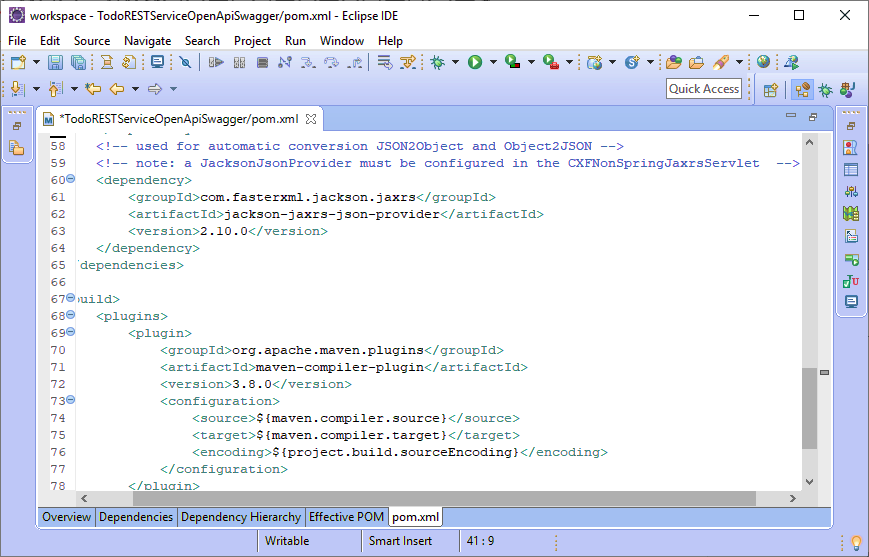 workspace - TodoRESTServiceOpenApiSwagger/pom.xml - Eclipse IDE
File Edit Source Navigate Search Project Run Window Help
Quick Access
*TodoRESTServiceOpenApiSwagger/pom.xml
58 <!-- used for automatic conversion JSON2Object and Object2JSON -->
59 <!-- note: a JacksonJsonProvider must be configured in the CXFNonSpringJaxrsServlet  -->
60 <dependency>
61 <groupId>com.fasterxml.jackson.jaxrs</groupId>
62 <artifactId>jackson-jaxrs-json-provider</artifactId>
63 <version>2.10.0</version>
64 </dependency>
65 dependencies>
66
67 uild>
68 <plugins>
69 <plugin>
70 <groupId>org.apache.maven.plugins</groupId>
71 <artifactId>maven-compiler-plugin</artifactId>
72 <version>3.8.0</version>
73 <configuration>
74 <source>${maven.compiler.source}</source>
75 <target>${maven.compiler.target}</target>
76 <encoding>${project.build.sourceEncoding}</encoding>
77 </configuration>
78 </plugin>
Overview Dependencies Dependency Hierarchy Effective POM pom.xml
Writable Smart Insert 41 : 9